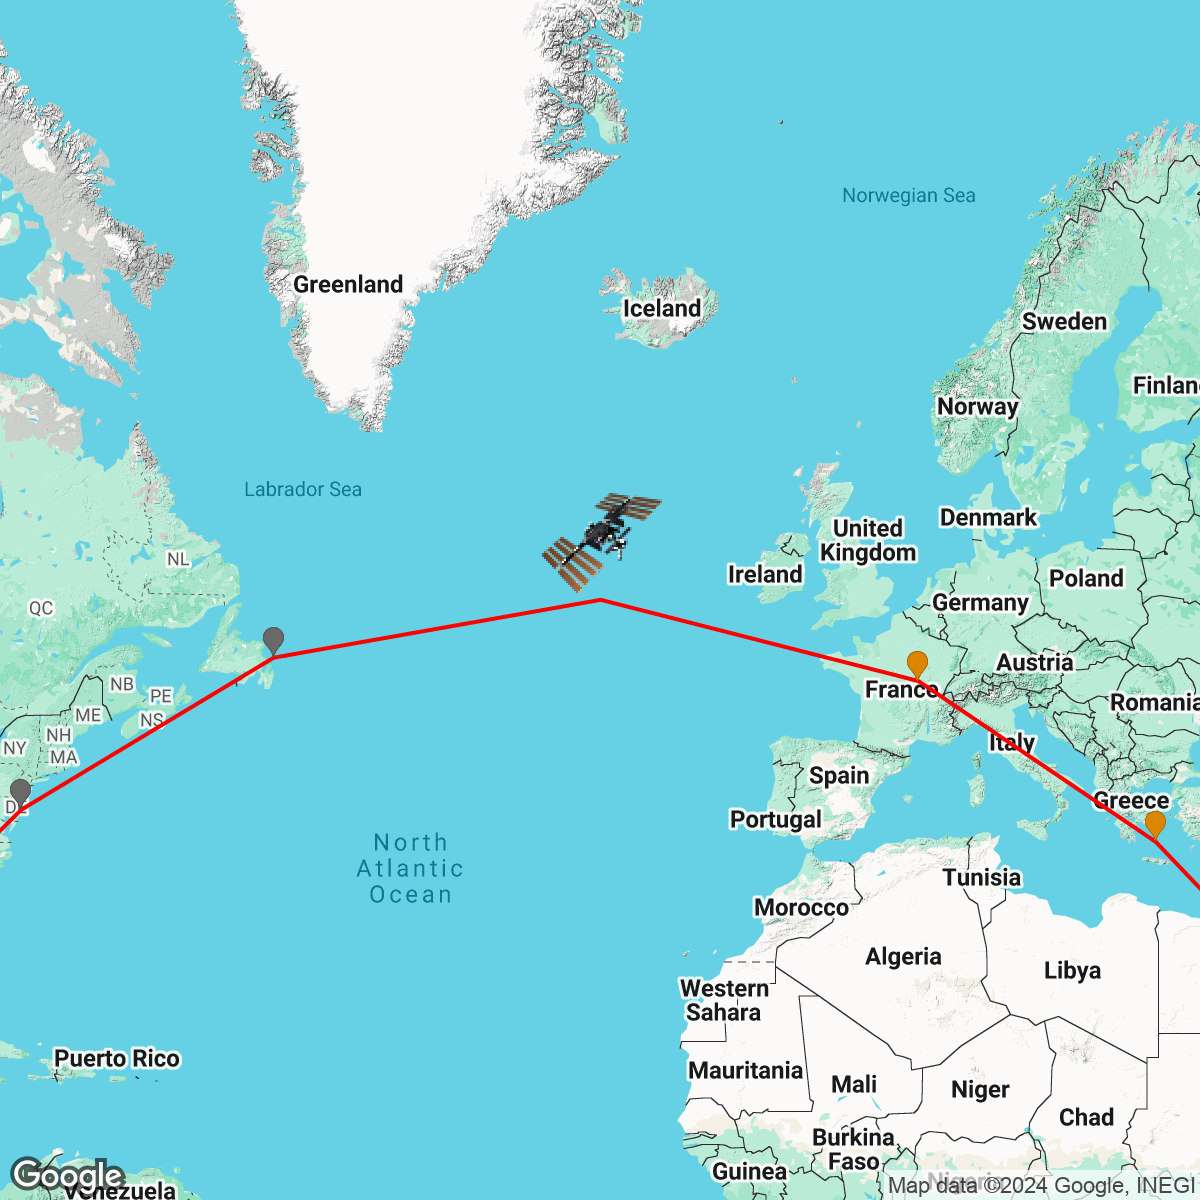 Norwegian Sea
Greenland
Iceland
Sweden
Finlan
Norway
Labrador Sea
Denmark
United
Kingdom
NL
Ireland
Poland
QC
Germany
Austria
NB
France
PE
Romania
ME
NS
NH
NY
MA
Italy
Spain
Greece
DE
Portugal
North
Atlantic
Ocean
Tunisia
Morocco
Algeria
Libya
Western
Sahara
Puerto Rico
Mauritania
Mali
Niger
Chad
Burkina
Faso
Guinea
Google
Venezuela
Map data ©2024 Google, INEGI